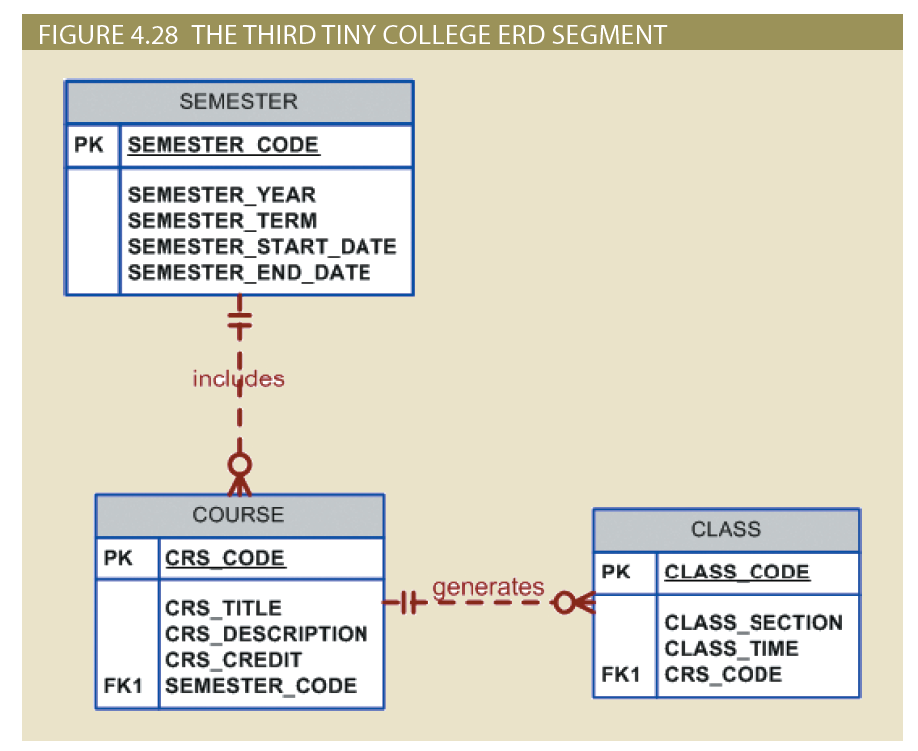 FIGURE 4.28 THE THIRD TINY COLLEGE ERD SEGMENT
SEMESTER
PK SEMESTER_CODE
SEMESTER_YEAR
SEMESTER_TERM
SEMESTER_START_DATE
SEMESTER_END_DATE
includes
COURSE
PK CRS_CODE
CRS_TITLE
CRS_DESCRIPTION
CRS_CREDIT
FK1 SEMESTER_CODE
generates
CLASS
PK CLASS_CODE
CLASS_SECTION
CLASS_TIME
FK1 CRS_CODE